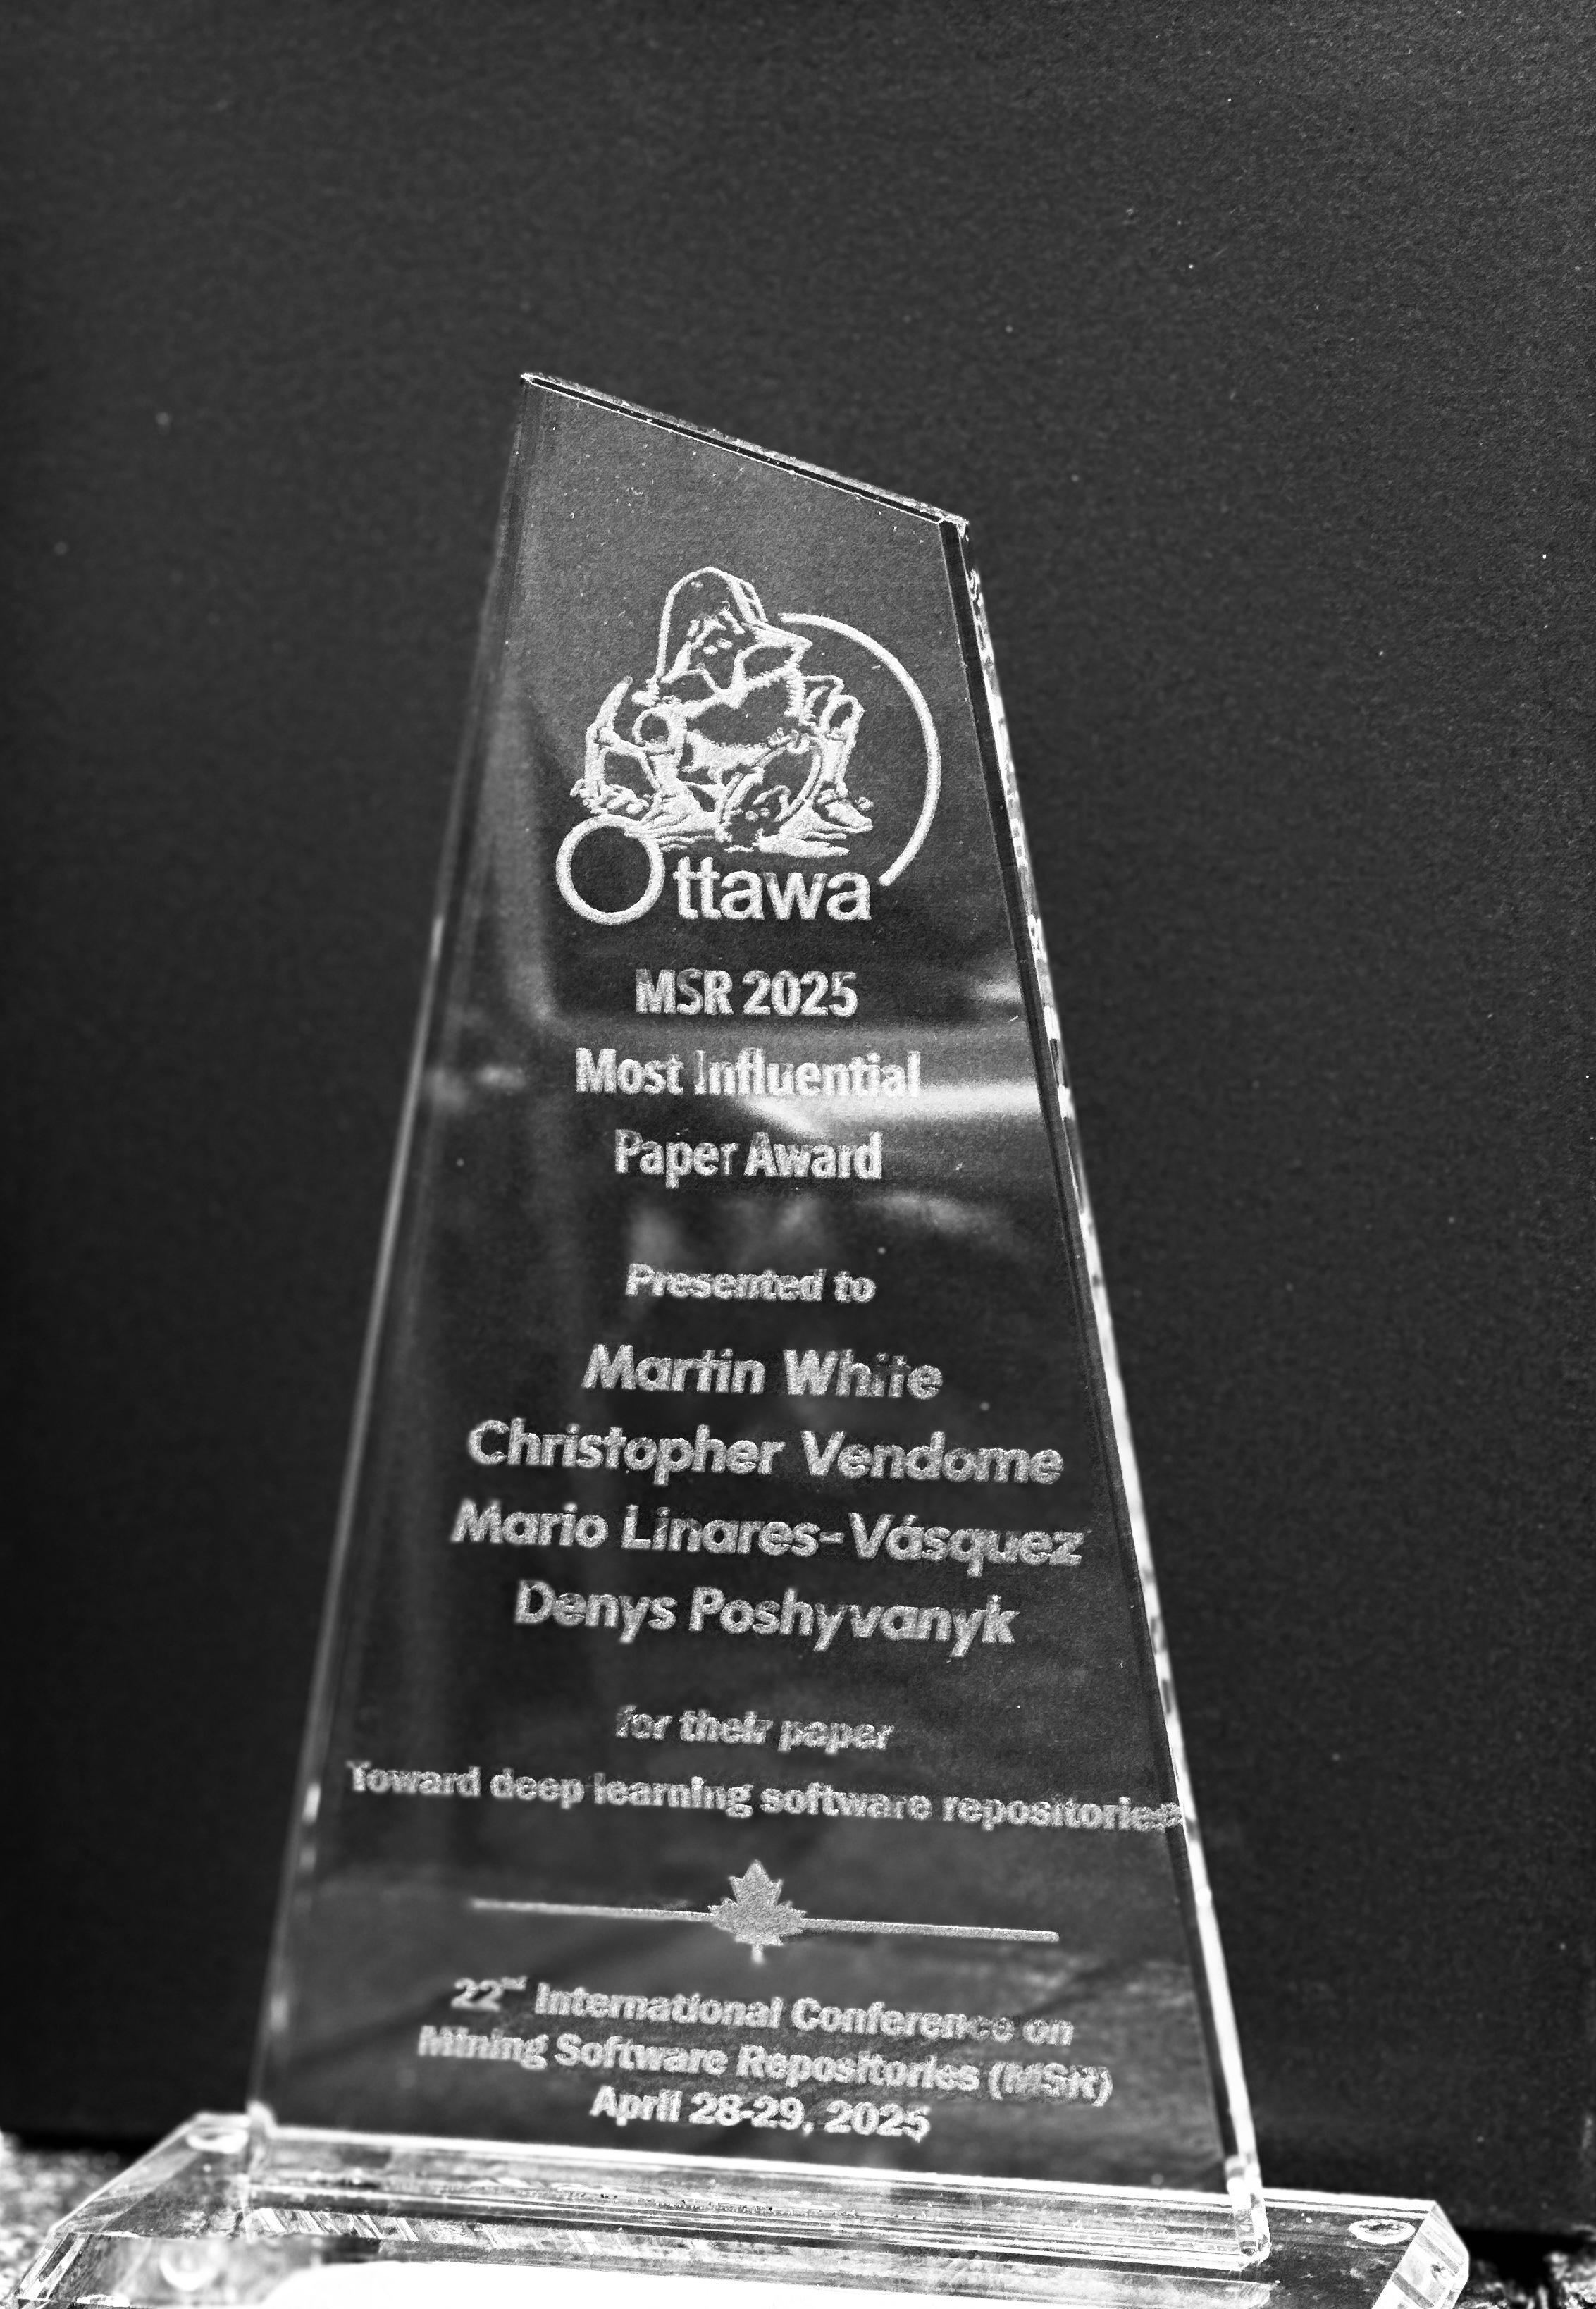 Ottawa
MSR 2025
Most Influential
Paper Award
Presented to
Martin White
Christopher Vendome
Mario Linares-Vásquez
Denys Poshyvanyk
for their paper
Toward deep learning software repositories
22nd International Conference on
Mining Software Repositories (MSR)
April 28-29, 2025